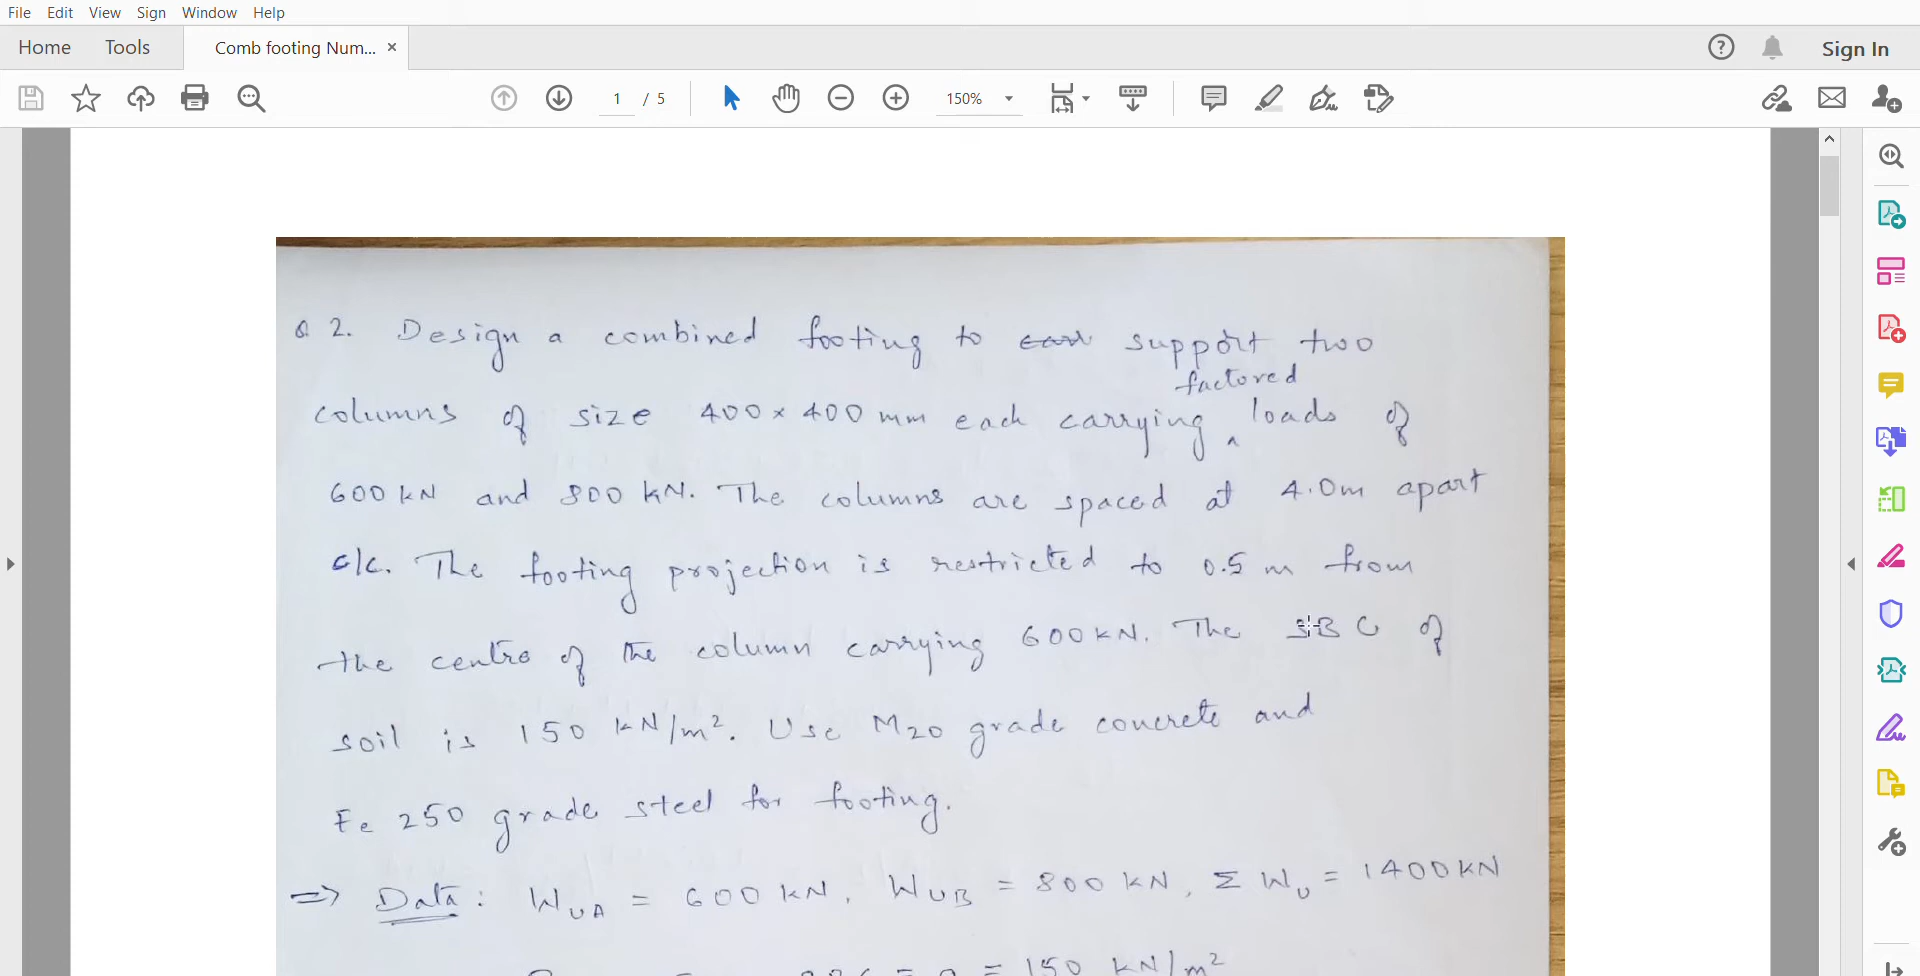 File Edit View Sign Window Help
Home Tools Comb footing Num... × Sign In
1 / 5 150%
Q 2. Design a combined footing to support two
factored
columns of size 400 × 400 mm each carrying ^ loads of
600 kN and 800 kN. The columns are spaced at 4.0m apart
c/c. The footing projection is restricted to 0.5 m from
the centre of the column carrying 600 kN. The SBC of
soil is 150 kN/m². Use M20 grade concrete and
Fe 250 grade steel for footing.
=> Data : WUA = 600 kN, WUB = 800 kN, Σ Wu = 1400 kN
= 150 kN/m²